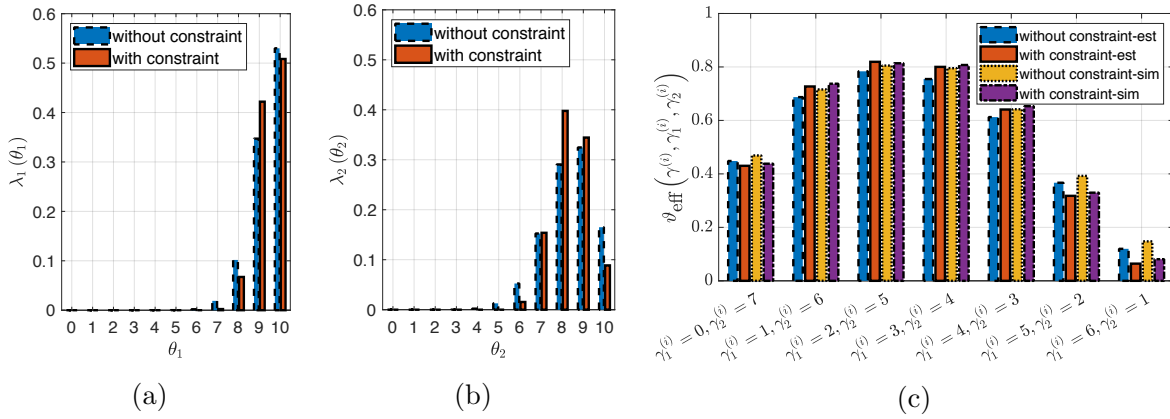 0.6
0.5
0.4
0.3
0.2
0.1
0
λ₁ (θ₁)
without constraint
with constraint
0 1 2 3 4 5 6 7 8 9 10
θ₁
(a)
0.6
0.5
0.4
0.3
0.2
0.1
0
λ₂ (θ₂)
without constraint
with constraint
0 1 2 3 4 5 6 7 8 9 10
θ₂
(b)
1
0.8
0.6
0.4
0.2
0
ϑ_eff (γ^(i), γ₁^(i), γ₂^(i))
without constraint-est
with constraint-est
without constraint-sim
with constraint-sim
γ₁^(i) = 0, γ₂^(i) = 7
γ₁^(i) = 1, γ₂^(i) = 6
γ₁^(i) = 2, γ₂^(i) = 5
γ₁^(i) = 3, γ₂^(i) = 4
γ₁^(i) = 4, γ₂^(i) = 3
γ₁^(i) = 5, γ₂^(i) = 2
γ₁^(i) = 6, γ₂^(i) = 1
(c)